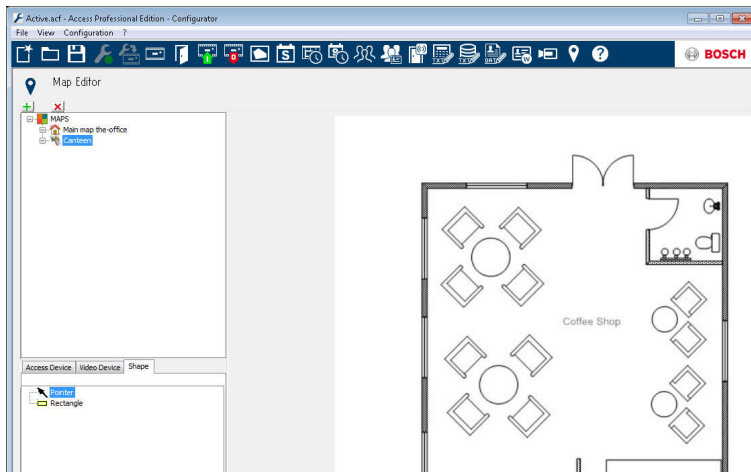 Active.acf - Access Professional Edition - Configurator
File View Configuration ?
BOSCH
Map Editor
MAPS
Main map the-office
Canteen
Coffee Shop
Access Device Video Device Shape
Pointer
Rectangle